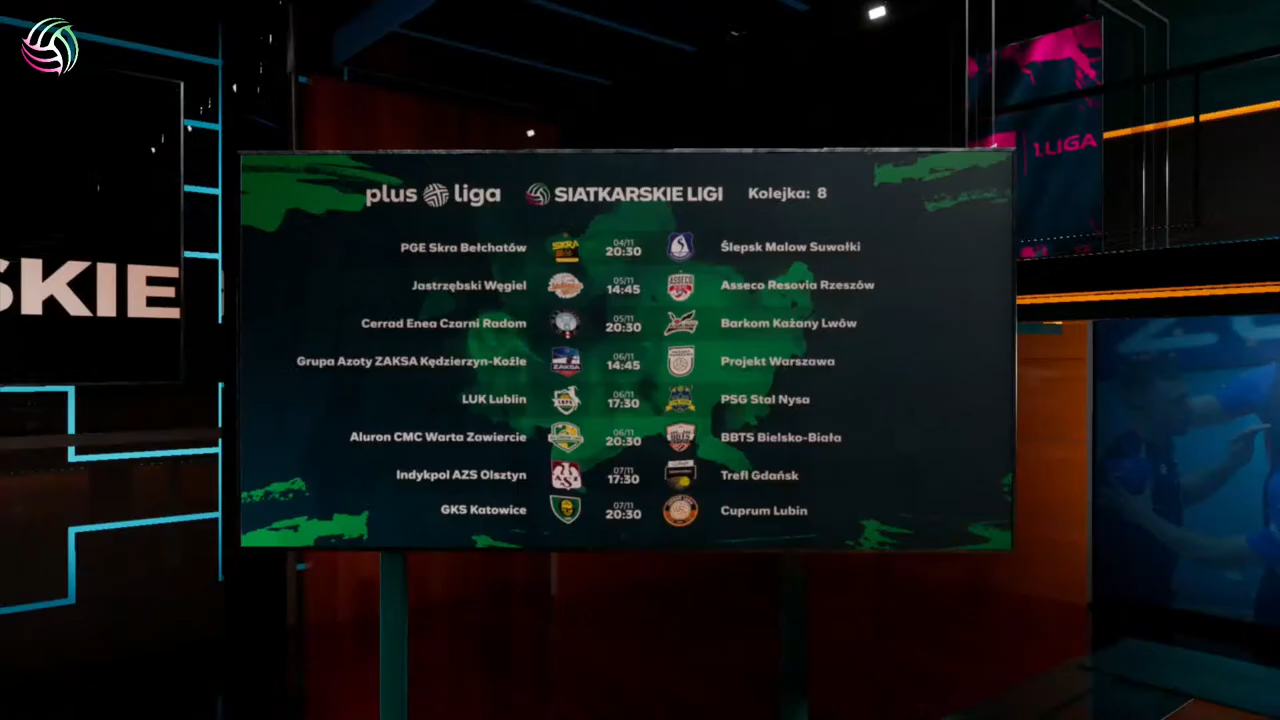 plus liga SIATKARSKIE LIGI Kolejka: 8
1.LIGA
SKIE
PGE Skra Bełchatów 04/11 20:30 Ślepsk Malow Suwałki
Jastrzębski Węgiel 05/11 14:45 Asseco Resovia Rzeszów
Cerrad Enea Czarni Radom 05/11 20:30 Barkom Każany Lwów
Grupa Azoty ZAKSA Kędzierzyn-Koźle 06/11 14:45 Projekt Warszawa
LUK Lublin 06/11 17:30 PSG Stal Nysa
Aluron CMC Warta Zawiercie 06/11 20:30 BBTS Bielsko-Biała
Indykpol AZS Olsztyn 07/11 17:30 Trefl Gdańsk
GKS Katowice 07/11 20:30 Cuprum Lubin